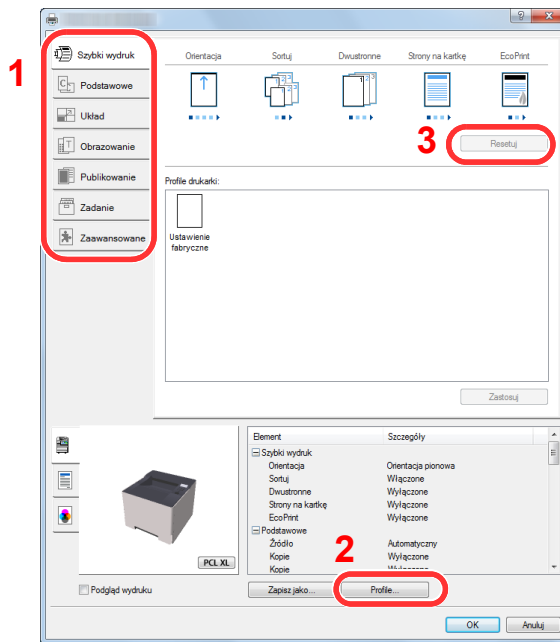 ?
1
Szybki wydruk
Podstawowe
Układ
Obrazowanie
Publikowanie
Zadanie
Zaawansowane
Orientacja Sortuj Dwustronne Strony na kartkę EcoPrint
3
Resetuj
Profile drukarki:
Ustawienie
fabryczne
Zastosuj
Element Szczegóły
Szybki wydruk
Orientacja Orientacja pionowa
Sortuj Włączone
Dwustronne Wyłączone
Strony na kartkę Wyłączone
EcoPrint Wyłączone
Podstawowe
Źródło Automatyczny
Kopie Wyłączone
Kopie Wyłączone
PCL XL
2
Podgląd wydruku
Zapisz jako...
Profile...
OK Anuluj